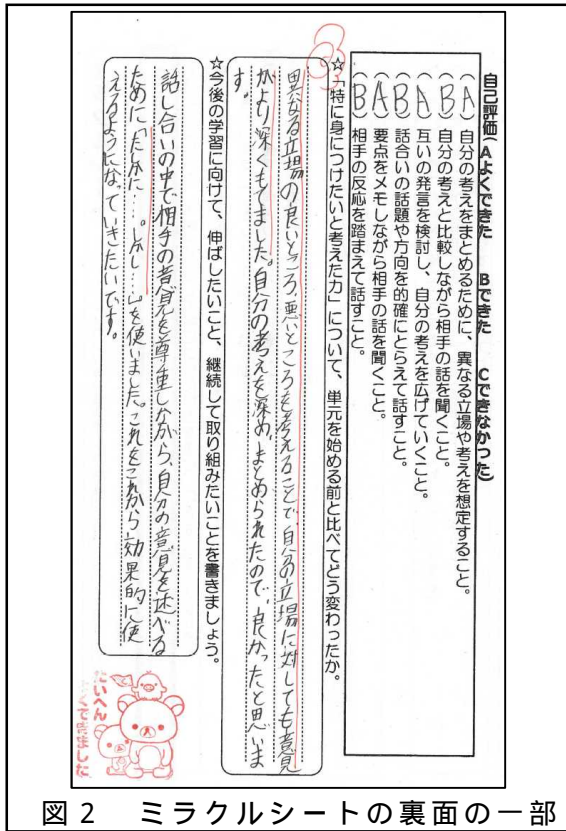 自己評価(Aよくできた　Bできた　Cできなかった)
(A)自分の考えをまとめるために、異なる立場や考えを想定すること。
(B)自分の考えと比較しながら相手の話を聞くこと。
(A)互いの発言を検討し、自分の考えを広げていくこと。
(B)話合いの話題や方向を的確にとらえて話すこと。
(A)要点をメモしながら相手の話を聞くこと。
(B)相手の反応を踏まえて話すこと。
☆「特に身につけたいと考えた力」について、単元を始める前と比べてどう変わったか。
異なる立場の良いところ、悪いところを考えることで、自分の立場に対しても意見
がより深くもてました。自分の考えを深め、まとめられたので、良かったと思いま
す。
☆今後の学習に向けて、伸ばしたいこと、継続して取り組みたいことを書きましょう。
話し合いの中で相手の意見を尊重しながら、自分の意見を述べる
ために「たしかに…。しかし…」を使いました。これをこれから効果的に使
えるようになっていきたいです。
たいへん
よくできました
図2　ミラクルシートの裏面の一部